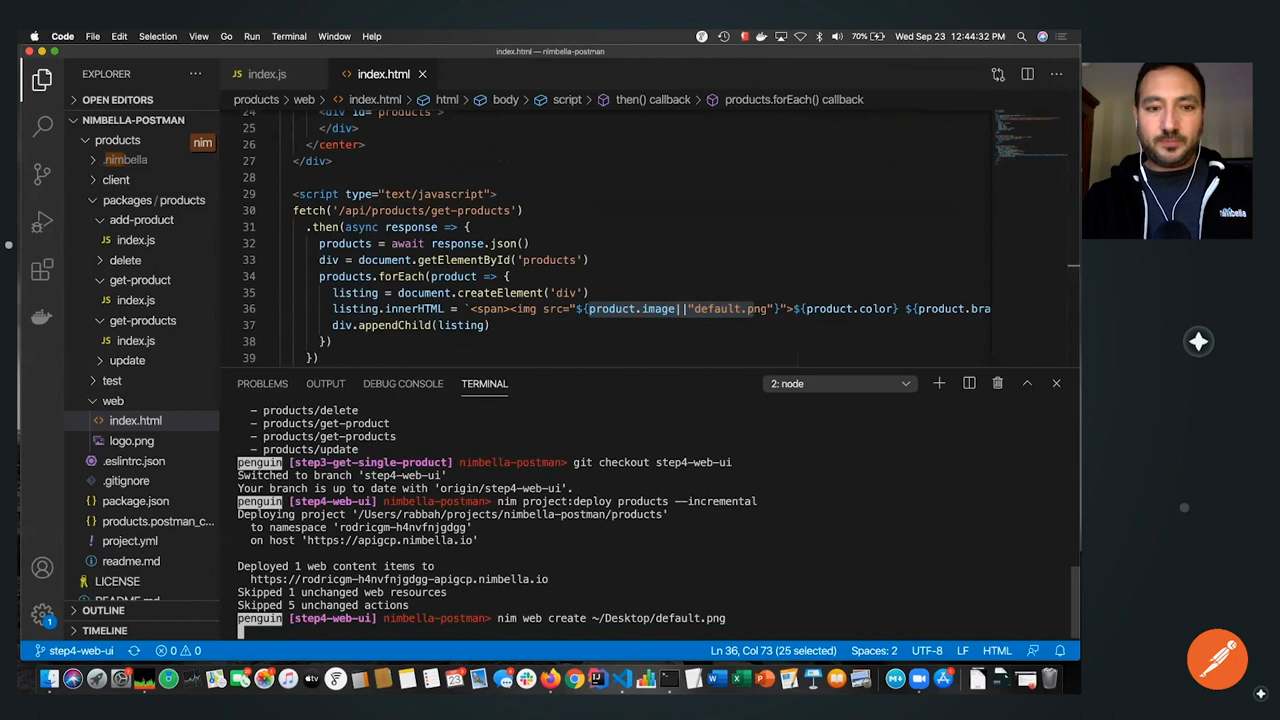 Code File Edit Selection View Go Run Terminal Window Help 70% Wed Sep 23 12:44:32
index.html — nimbella-postman
EXPLORER
index.js
index.html
OPEN EDITORS
products > web > index.html > html > body > script > then() callback > products.forEach() callback
NIMBELLA-POSTMAN
products
nim
.nimbella
client
packages / products
add-product
index.js
delete
get-product
index.js
get-products
index.js
update
test
web
index.html
logo.png
.eslintrc.json
.gitignore
package.json
products.postman_c...
project.yml
readme.md
LICENSE
README.md
OUTLINE
TIMELINE
24 <div id="products">
25 </div>
26 </center>
27 </div>
28
29 <script type="text/javascript">
30 fetch('/api/products/get-products')
31 .then(async response => {
32 products = await response.json()
33 div = document.getElementById('products')
34 products.forEach(product => {
35 listing = document.createElement('div')
36 listing.innerHTML = `<span><img src="${product.image||"default.png"}">${product.color} ${product.bra
37 div.appendChild(listing)
38 })
39 })
PROBLEMS OUTPUT DEBUG CONSOLE TERMINAL 2: node
– products/delete
– products/get-product
– products/get-products
– products/update
penguin [step3-get-single-product] nimbella-postman> git checkout step4-web-ui
Switched to branch 'step4-web-ui'
Your branch is up to date with 'origin/step4-web-ui'.
penguin [step4-web-ui] nimbella-postman> nim project:deploy products --incremental
Deploying project '/Users/rabbah/projects/nimbella-postman/products'
to namespace 'rodricgm-h4nvfnjgdgg'
on host 'https://apigcp.nimbella.io'
Deployed 1 web content items to
https://rodricgm-h4nvfnjgdgg-apigcp.nimbella.io
Skipped 1 unchanged web resources
Skipped 5 unchanged actions
penguin [step4-web-ui] nimbella-postman> nim web create ~/Desktop/default.png
1
step4-web-ui 0 0 Ln 36, Col 73 (25 selected) Spaces: 2 UTF-8 LF HTML
nimbella